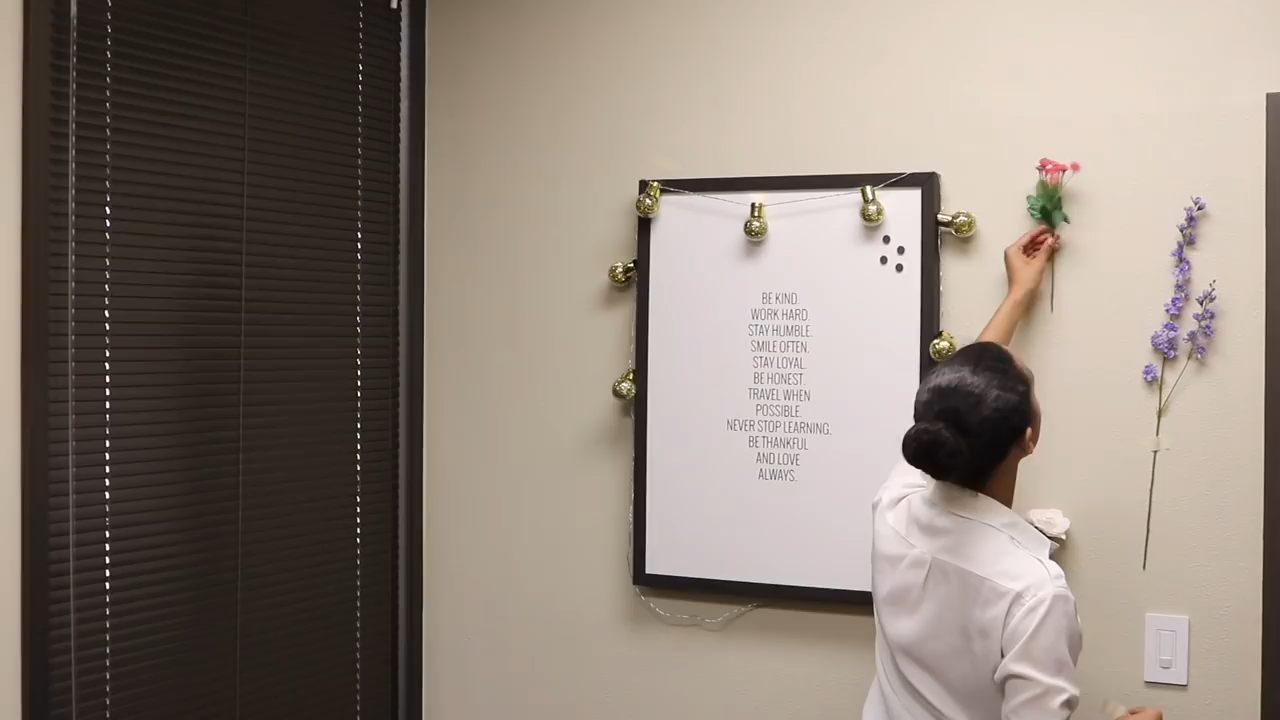 BE KIND.
WORK HARD.
STAY HUMBLE.
SMILE OFTEN.
STAY LOYAL.
BE HONEST.
TRAVEL WHEN
POSSIBLE.
NEVER STOP LEARNING.
BE THANKFUL
AND LOVE
ALWAYS.